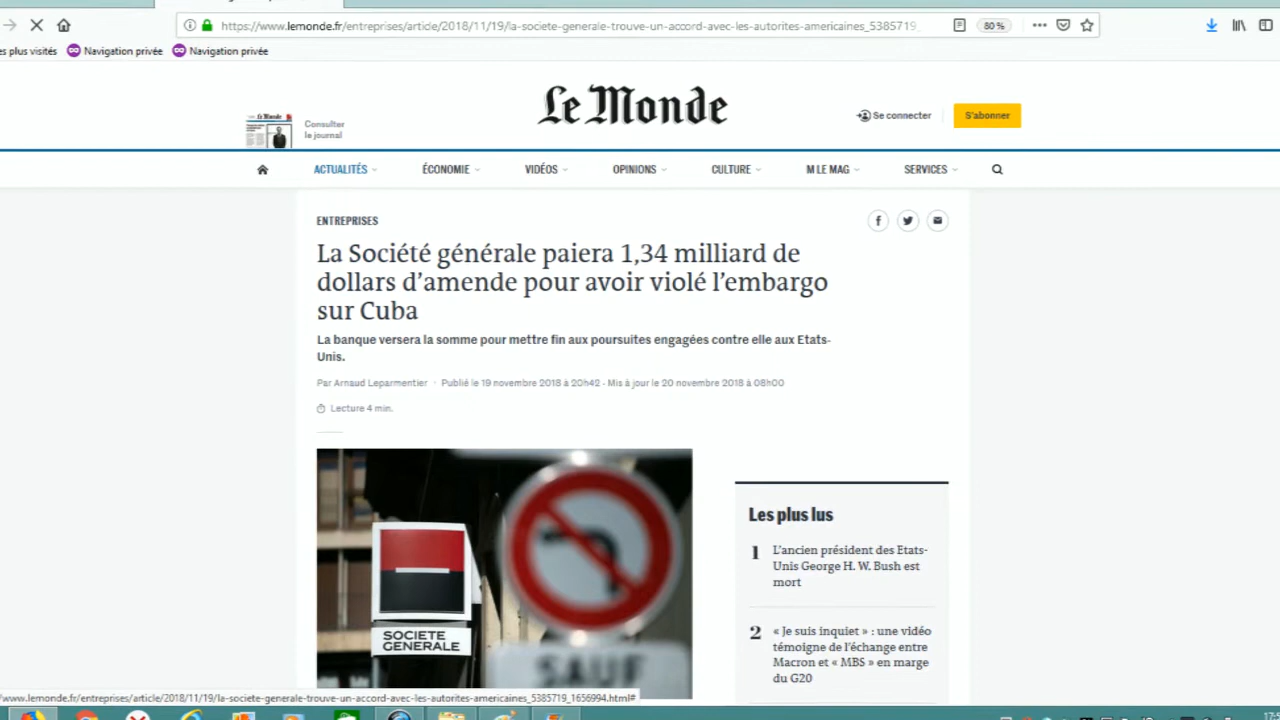 https://www.lemonde.fr/entreprises/article/2018/11/19/la-societe-generale-trouve-un-accord-avec-les-autorites-americaines_5385719_
80 %
es plus visités
Navigation privée
Navigation privée
Le Monde
Consulter
le journal
Se connecter
S'abonner
ACTUALITÉS
ÉCONOMIE
VIDÉOS
OPINIONS
CULTURE
M LE MAG
SERVICES
ENTREPRISES
La Société générale paiera 1,34 milliard de
dollars d’amende pour avoir violé l’embargo
sur Cuba
La banque versera la somme pour mettre fin aux poursuites engagées contre elle aux Etats-
Unis.
Par Arnaud Leparmentier · Publié le 19 novembre 2018 à 20h42 - Mis à jour le 20 novembre 2018 à 08h00
Lecture 4 min.
SOCIETE
GENERALE
SAUF
Les plus lus
1
L’ancien président des Etats-
Unis George H. W. Bush est
mort
2
« Je suis inquiet » : une vidéo
témoigne de l’échange entre
Macron et « MBS » en marge
du G20
www.lemonde.fr/entreprises/article/2018/11/19/la-societe-generale-trouve-un-accord-avec-les-autorites-americaines_5385719_1656994.html#